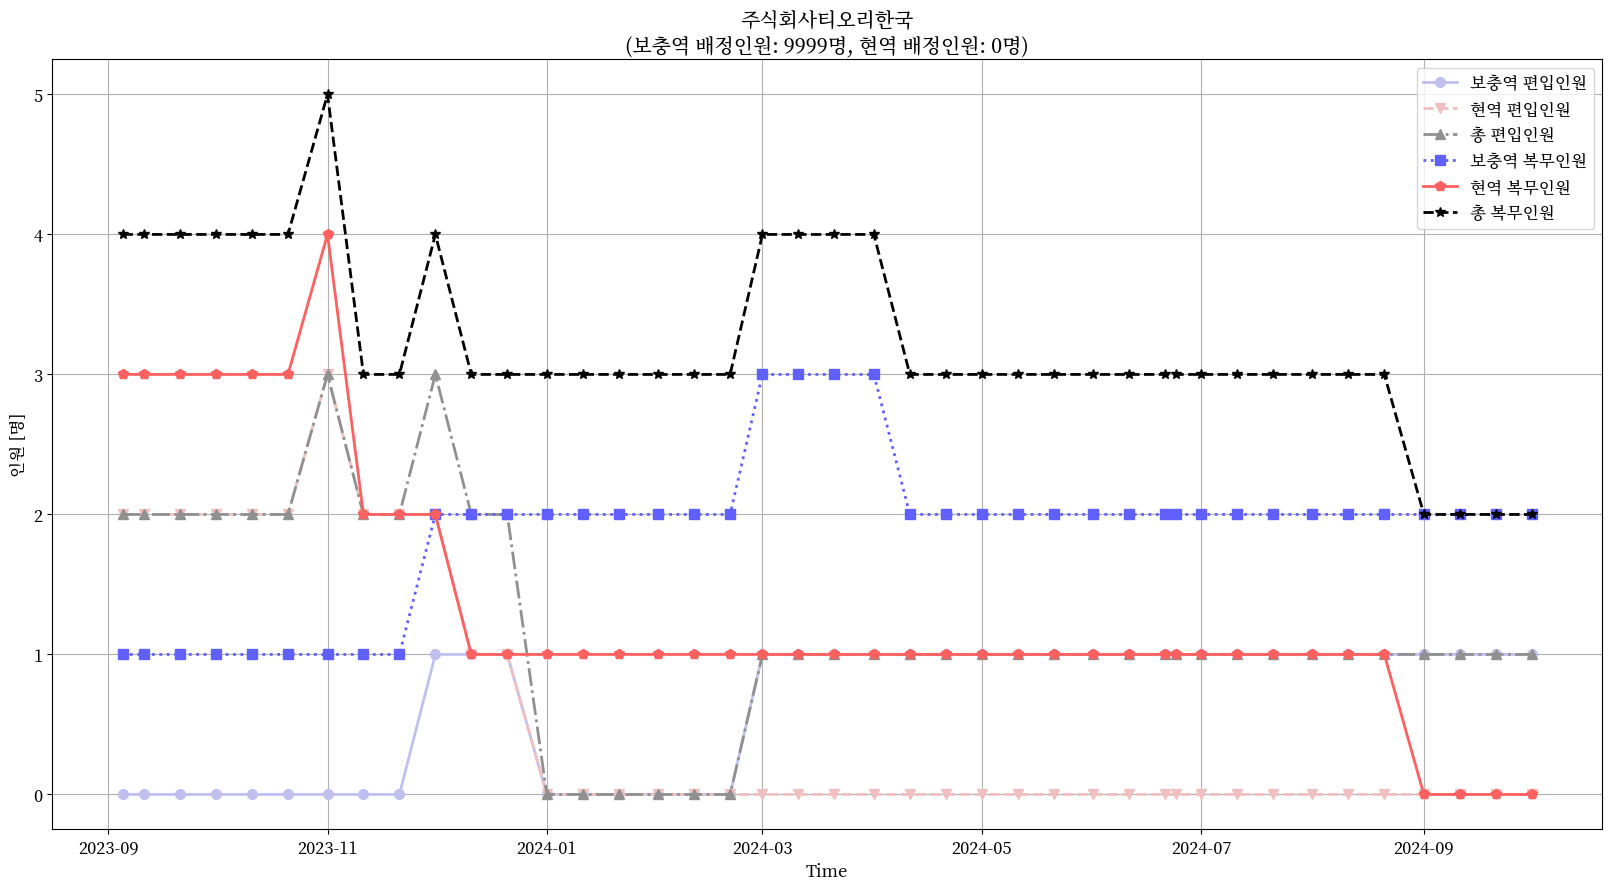 주식회사티오리한국
(보충역 배정인원: 9999명, 현역 배정인원: 0명)
보충역 편입인원
현역 편입인원
총 편입인원
보충역 복무인원
현역 복무인원
총 복무인원
인원 [명]
5
4
3
2
1
0
2023-09
2023-11
2024-01
2024-03
2024-05
2024-07
2024-09
Time